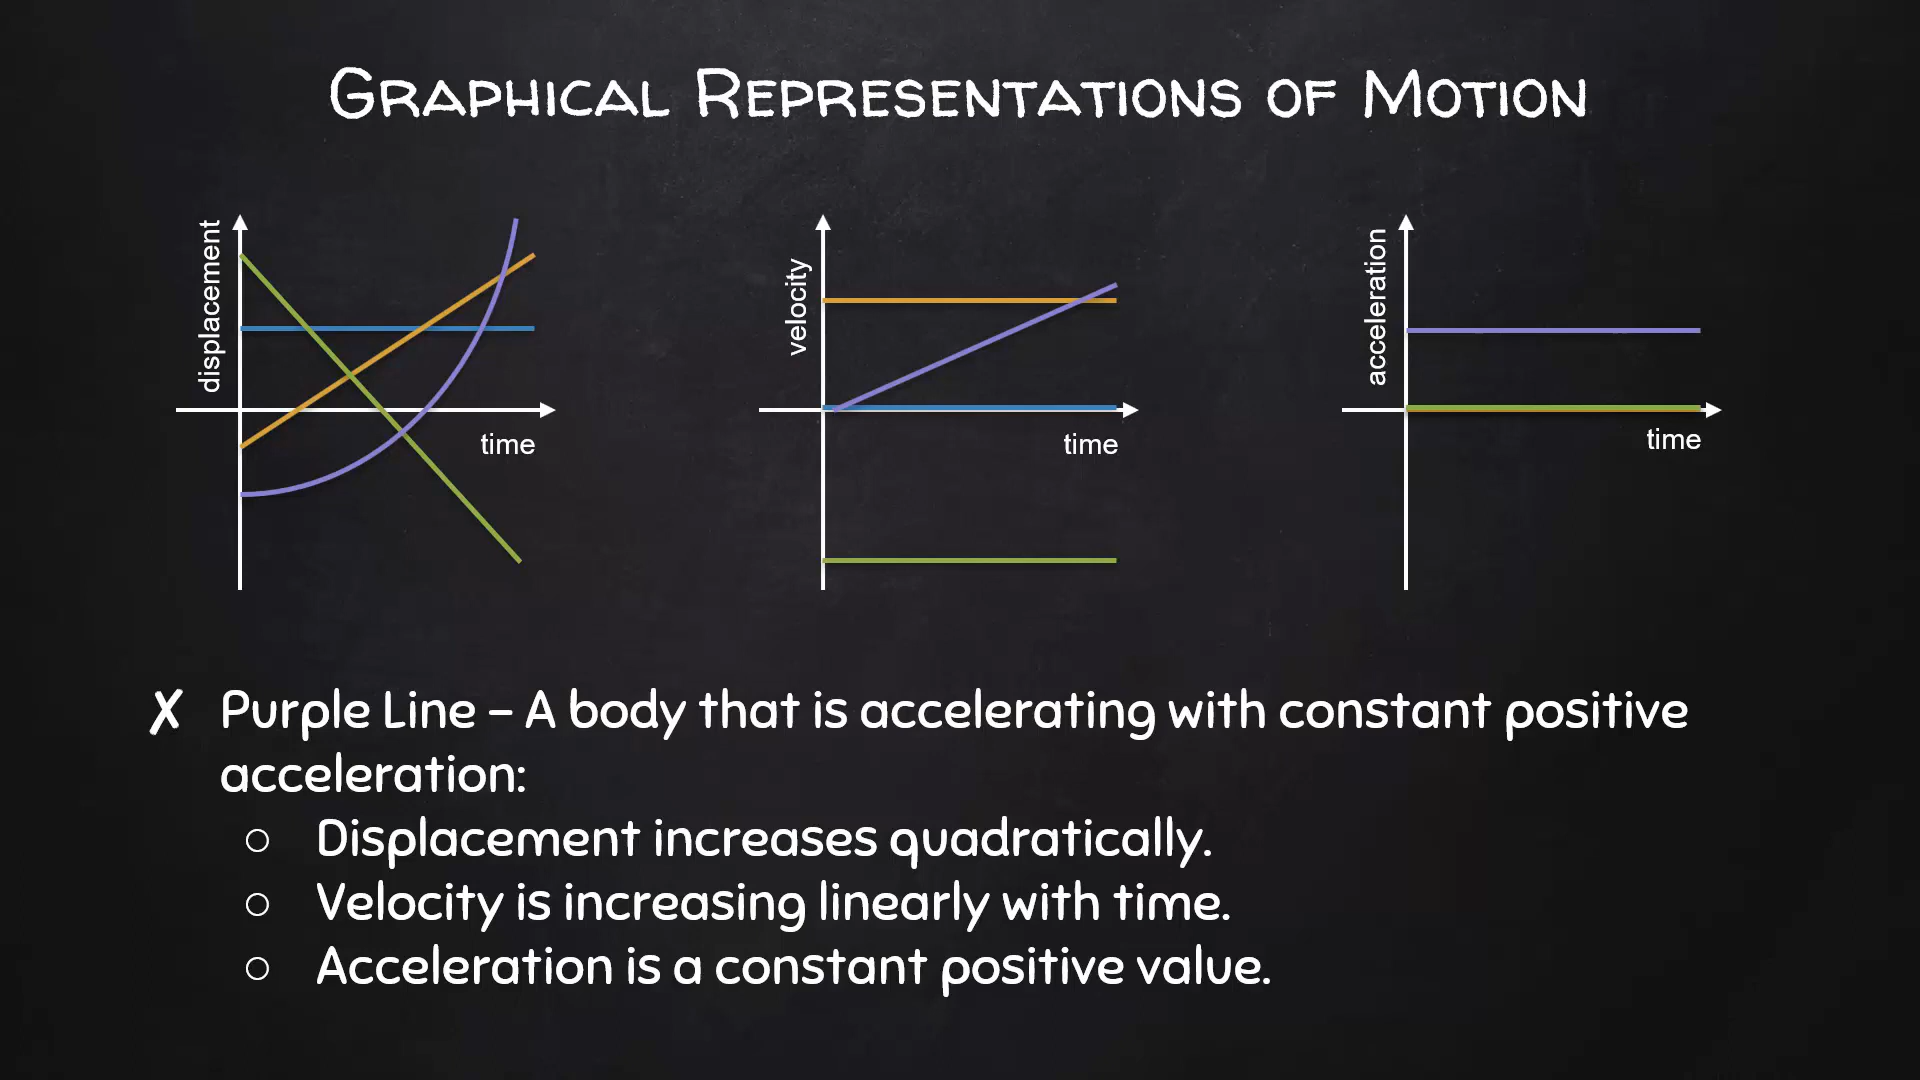 Graphical Representations of Motion
displacement
time
velocity
time
acceleration
time
✗ Purple Line – A body that is accelerating with constant positive
acceleration:
○ Displacement increases quadratically.
○ Velocity is increasing linearly with time.
○ Acceleration is a constant positive value.